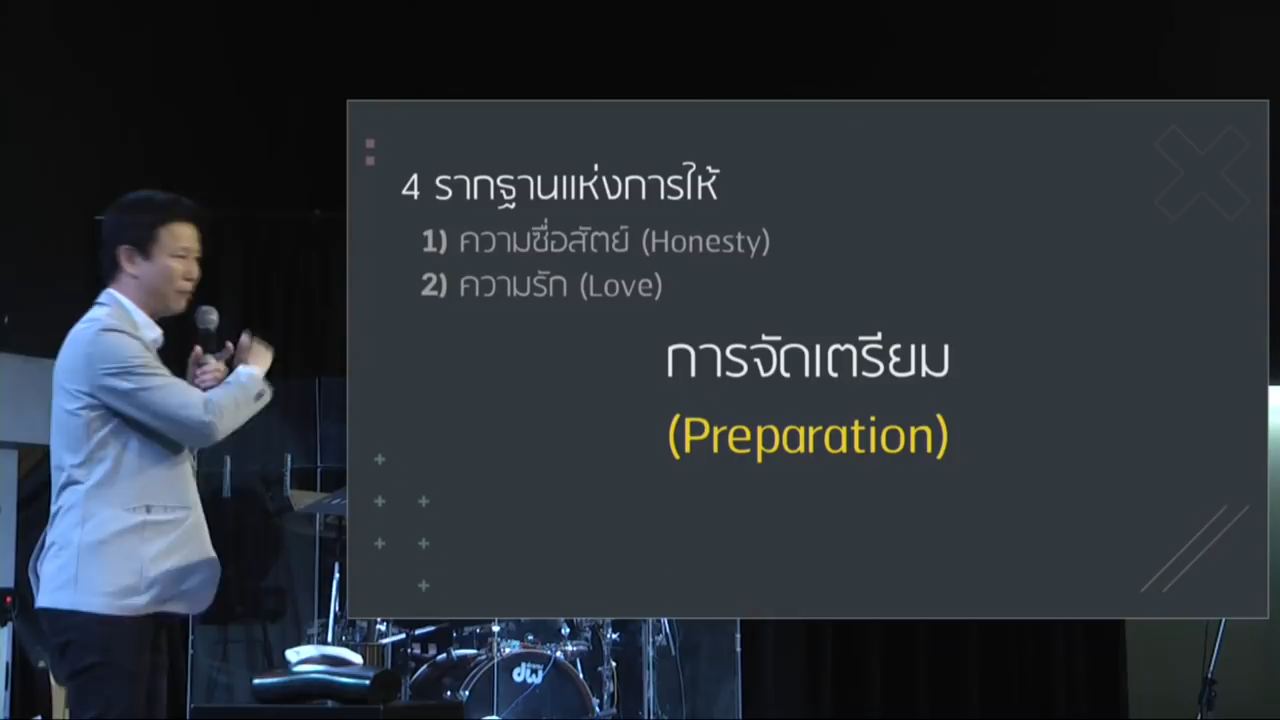 4 รากฐานแห่งการให้
1) ความซื่อสัตย์ (Honesty)
2) ความรัก (Love)
การจัดเตรียม
(Preparation)
drums
dw